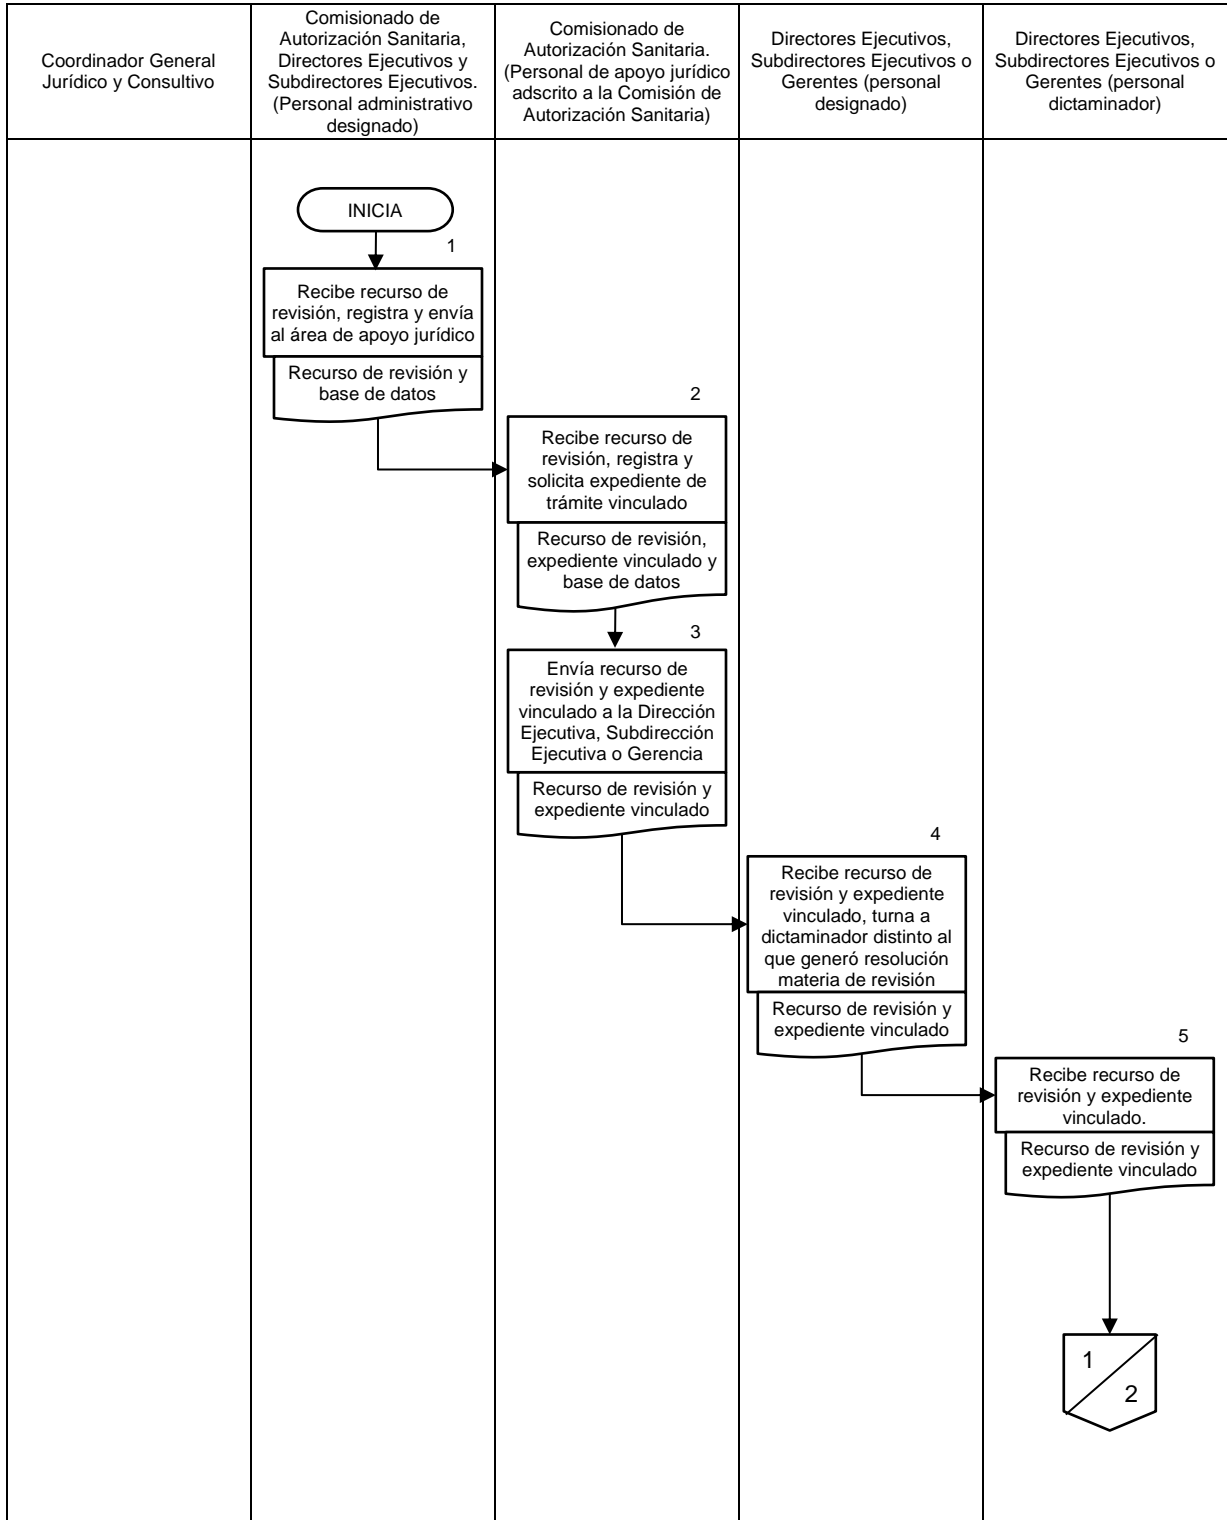 Coordinador General
Jurídico y Consultivo
Comisionado de
Autorización Sanitaria,
Directores Ejecutivos y
Subdirectores Ejecutivos.
(Personal administrativo
designado)
Comisionado de
Autorización Sanitaria.
(Personal de apoyo jurídico
adscrito a la Comisión de
Autorización Sanitaria)
Directores Ejecutivos,
Subdirectores Ejecutivos o
Gerentes (personal
designado)
Directores Ejecutivos,
Subdirectores Ejecutivos o
Gerentes (personal
dictaminador)
INICIA
1
Recibe recurso de
revisión, registra y envía
al área de apoyo jurídico
Recurso de revisión y
base de datos
2
Recibe recurso de
revisión, registra y
solicita expediente de
trámite vinculado
Recurso de revisión,
expediente vinculado y
base de datos
3
Envía recurso de
revisión y expediente
vinculado a la Dirección
Ejecutiva, Subdirección
Ejecutiva o Gerencia
Recurso de revisión y
expediente vinculado
4
Recibe recurso de
revisión y expediente
vinculado, turna a
dictaminador distinto al
que generó resolución
materia de revisión
Recurso de revisión y
expediente vinculado
5
Recibe recurso de
revisión y expediente
vinculado.
Recurso de revisión y
expediente vinculado
1
2